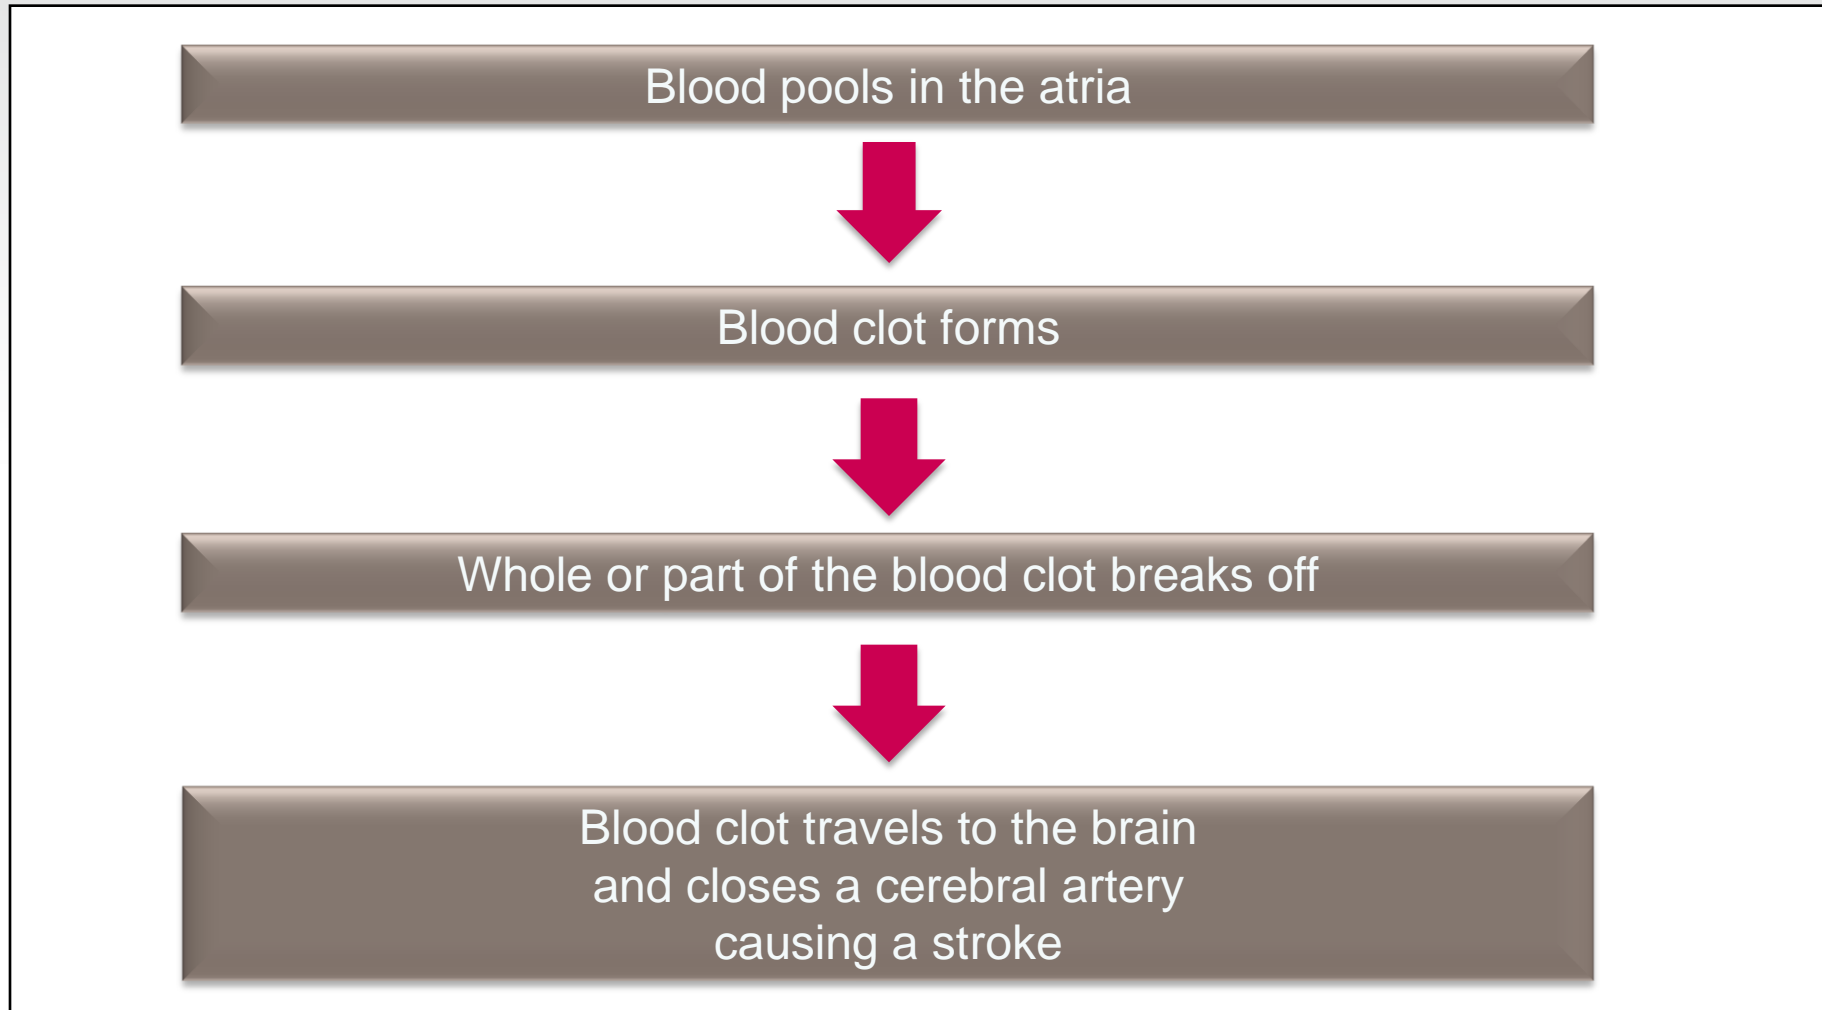 Blood pools in the atria
Blood clot forms
Whole or part of the blood clot breaks off
Blood clot travels to the brain
and closes a cerebral artery
causing a stroke